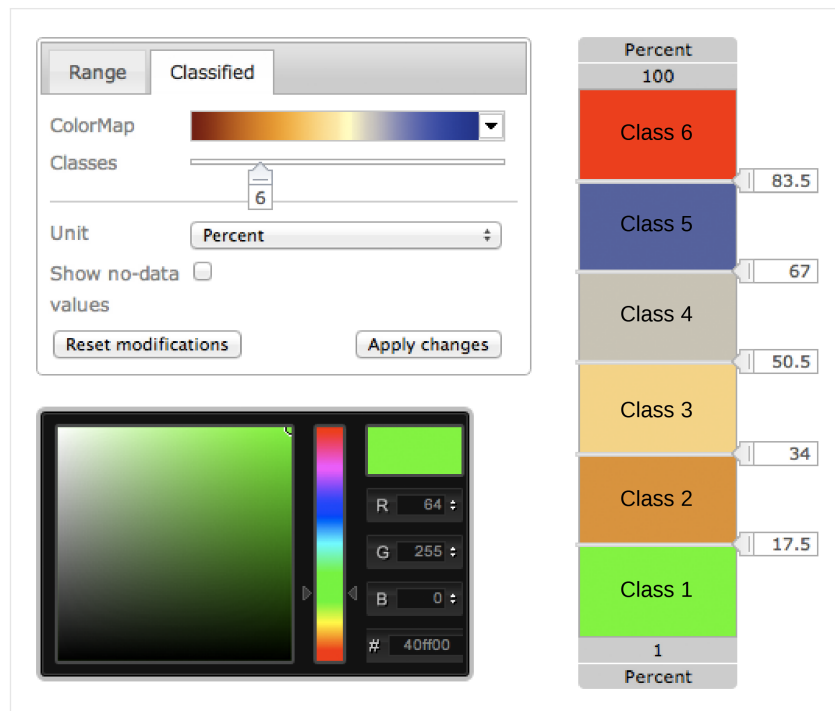 Range
Classified
ColorMap
Classes
6
Unit
Percent
Show no-data
values
Reset modifications
Apply changes
R 64
G 255
B 0
# 40ff00
Percent
100
Class 6
83.5
Class 5
67
Class 4
50.5
Class 3
34
Class 2
17.5
Class 1
1
Percent